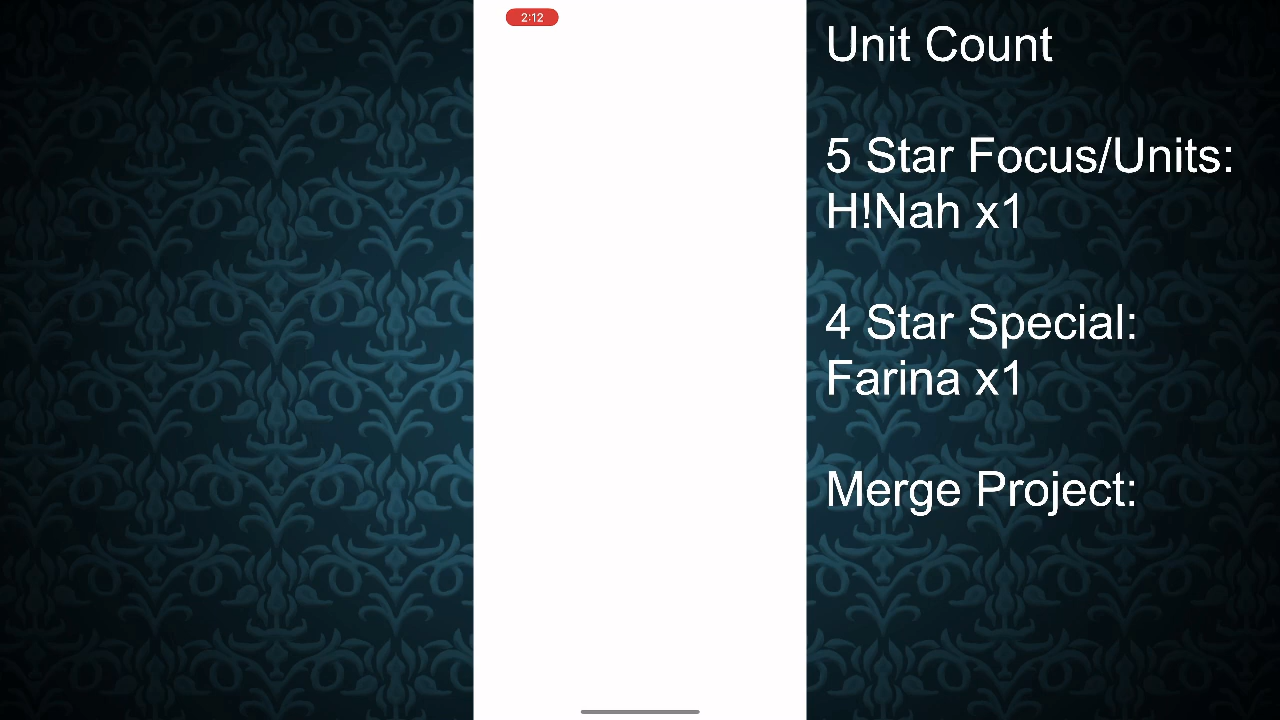 2:12
Unit Count
5 Star Focus/Units:
H!Nah x1
4 Star Special:
Farina x1
Merge Project: